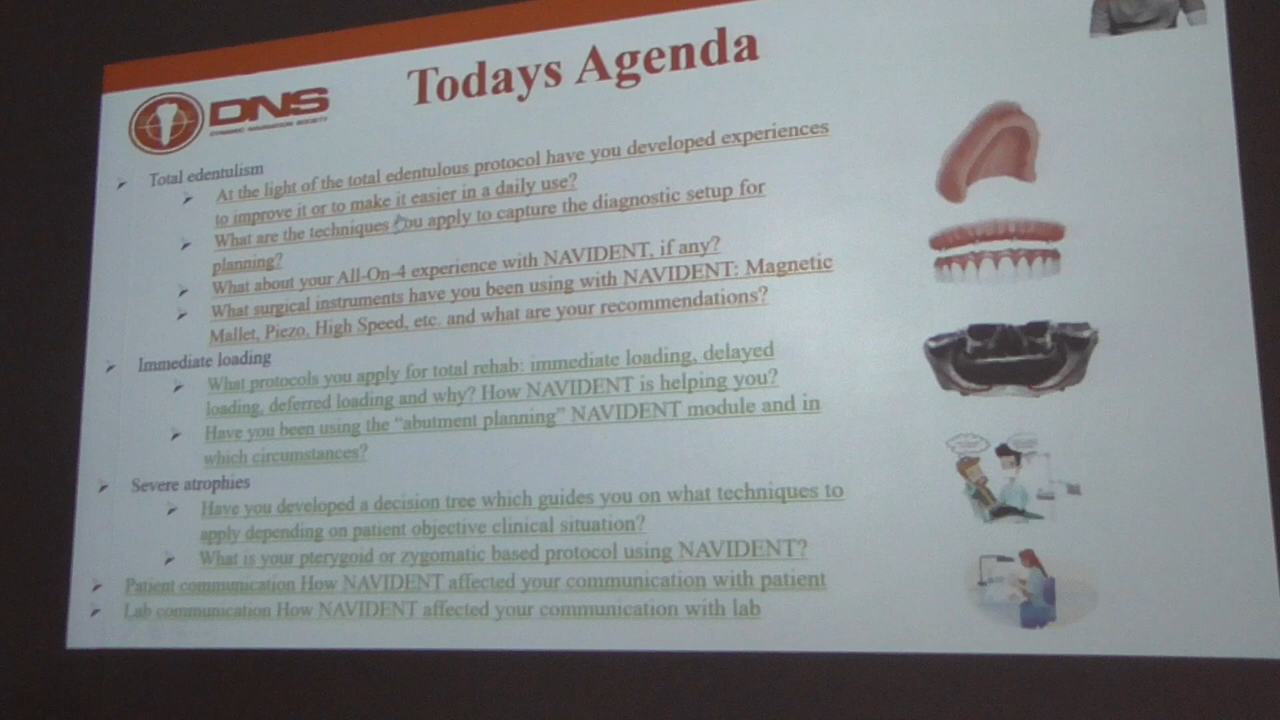 Todays Agenda
DNS
DYNAMIC NAVIGATION SOCIETY
Total edentulism
At the light of the total edentulous protocol have you developed experiences
to improve it or to make it easier in a daily use?
What are the techniques you apply to capture the diagnostic setup for
planning?
What about your All-On-4 experience with NAVIDENT, if any?
What surgical instruments have you been using with NAVIDENT: Magnetic
Mallet, Piezo, High Speed, etc. and what are your recommendations?
Immediate loading
What protocols you apply for total rehab: immediate loading, delayed
loading, deferred loading and why? How NAVIDENT is helping you?
Have you been using the “abutment planning” NAVIDENT module and in
which circumstances?
Severe atrophies
Have you developed a decision tree which guides you on what techniques to
apply depending on patient objective clinical situation?
What is your pterygoid or zygomatic based protocol using NAVIDENT?
Patient communication How NAVIDENT affected your communication with patient
Lab communication How NAVIDENT affected your communication with lab